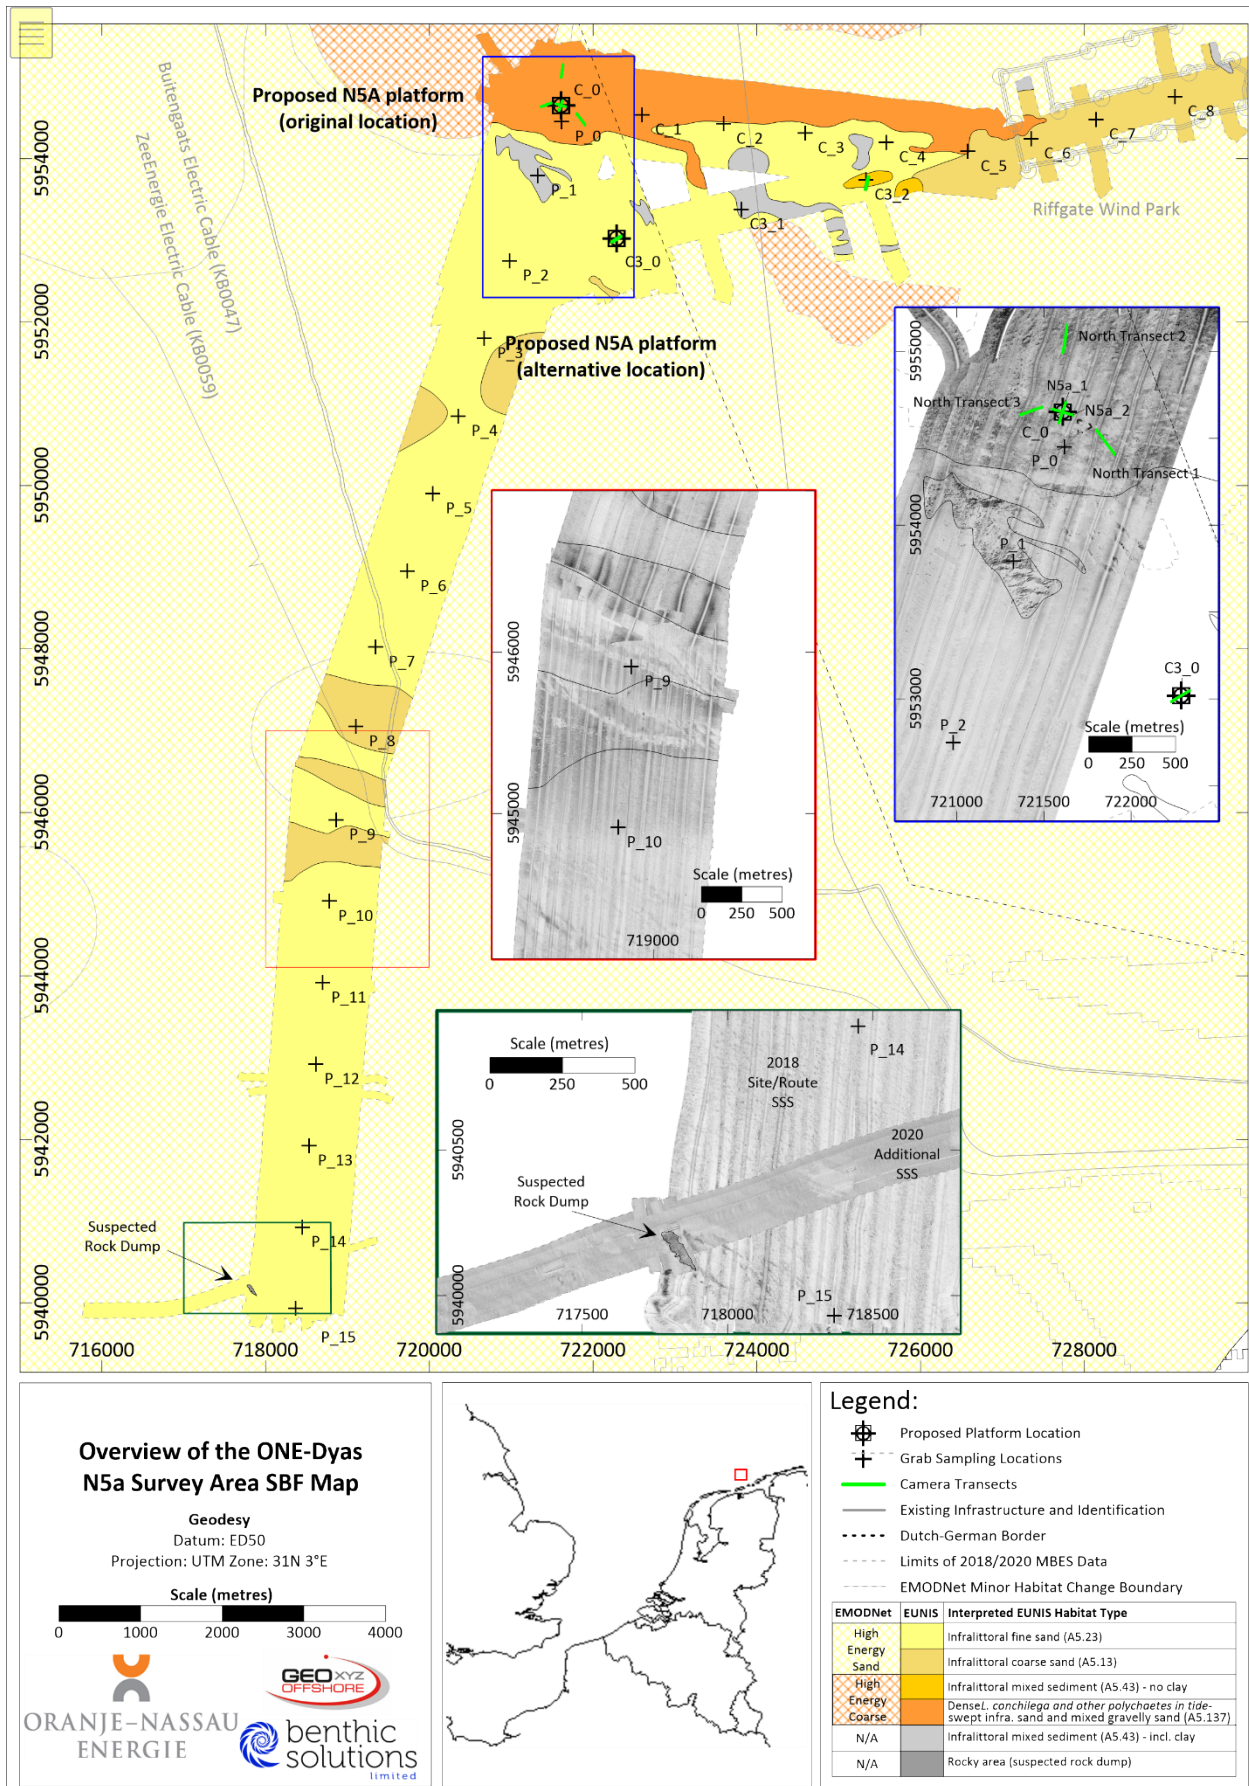 Proposed N5A platform
(original location)
Buitengaats Electric Cable (KB0047)
ZeeEnergie Electric Cable (KB0059)
C_0
P_0
C_1
C_2
C_3
C_4
C_5
C_6
C_7
C_8
P_1
C3_2
C3_1
C3_0
P_2
Riffgate Wind Park
P_3
Proposed N5A platform
(alternative location)
P_4
P_5
P_6
P_7
P_8
P_9
P_10
P_11
P_12
P_13
P_14
P_15
Suspected
Rock Dump
5954000
5952000
5950000
5948000
5946000
5944000
5942000
5940000
716000
718000
720000
722000
724000
726000
728000
North Transect 2
N5a_1
North Transect 3
N5a_2
C_0
P_0
North Transect 1
P_1
C3_0
P_2
Scale (metres)
0 250 500
5955000
5954000
5953000
721000 721500 722000
5946000
5945000
P_9
P_10
Scale (metres)
0 250 500
719000
Scale (metres)
0 250 500
P_14
2018
Site/Route
SSS
2020
Additional
SSS
Suspected
Rock Dump
P_15
5940500
5940000
717500
718000
718500
Overview of the ONE-Dyas
N5a Survey Area SBF Map
Geodesy
Datum: ED50
Projection: UTM Zone: 31N 3°E
Scale (metres)
0 1000 2000 3000 4000
ORANJE-NASSAU
ENERGIE
GEO XYZ
OFFSHORE
benthic
solutions
limited
Legend:
Proposed Platform Location
Grab Sampling Locations
Camera Transects
Existing Infrastructure and Identification
Dutch-German Border
Limits of 2018/2020 MBES Data
EMODNet Minor Habitat Change Boundary
EMODNet EUNIS Interpreted EUNIS Habitat Type
High
Energy
Sand
Infralittoral fine sand (A5.23)
Infralittoral coarse sand (A5.13)
High
Energy
Coarse
Infralittoral mixed sediment (A5.43) - no clay
DenseL. conchilega and other polychaetes in tide-
swept infra. sand and mixed gravelly sand (A5.137)
N/A
Infralittoral mixed sediment (A5.43) - incl. clay
N/A
Rocky area (suspected rock dump)